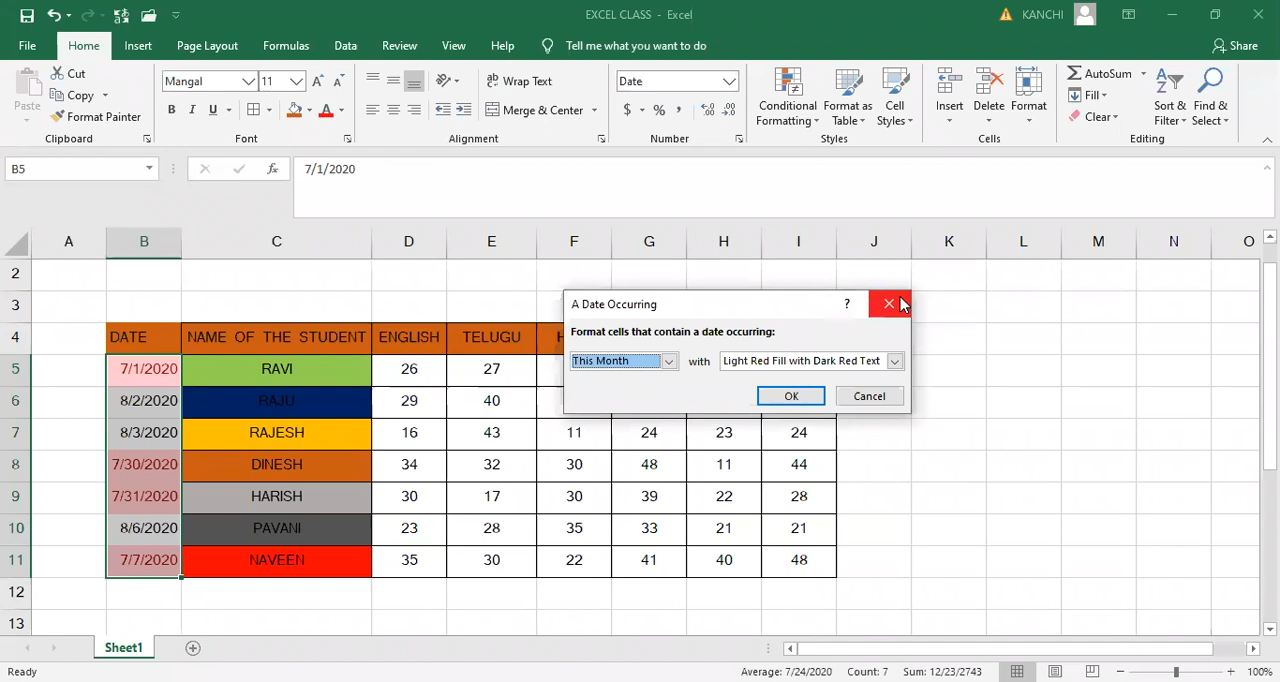 EXCEL CLASS - Excel
KANCHI
File Home Insert Page Layout Formulas Data Review View Help Tell me what you want to do Share
Paste
Cut
Copy
Format Painter
Clipboard
Mangal 11
B I U
Font
Wrap Text
Merge & Center
Alignment
Date
$ % ,
Number
Conditional Formatting
Format as Table
Cell Styles
Styles
Insert Delete Format
Cells
AutoSum
Fill
Clear
Sort & Filter
Find & Select
Editing
B5 fx 7/1/2020
A B C D E F G H I J K L M N O
2
3
4 DATE NAME OF THE STUDENT ENGLISH TELUGU
5 7/1/2020 RAVI 26 27
6 8/2/2020 RAJU 29 40
7 8/3/2020 RAJESH 16 43 11 24 23 24
8 7/30/2020 DINESH 34 32 30 48 11 44
9 7/31/2020 HARISH 30 17 30 39 22 28
10 8/6/2020 PAVANI 23 28 35 33 21 21
11 7/7/2020 NAVEEN 35 30 22 41 40 48
12
13
A Date Occurring ?
Format cells that contain a date occurring:
This Month with Light Red Fill with Dark Red Text
OK Cancel
Sheet1
Ready Average: 7/24/2020 Count: 7 Sum: 12/23/2743 100%